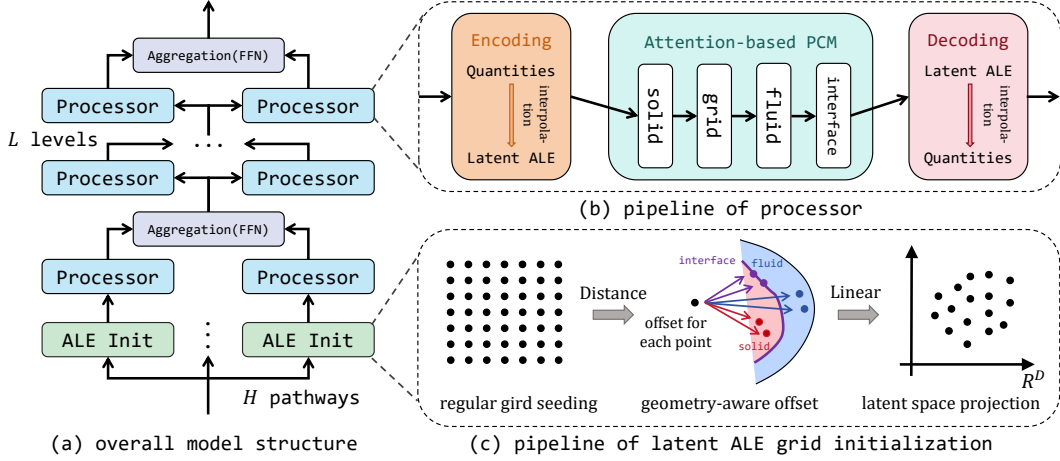 Aggregation(FFN)
Processor
Processor
L levels
...
Processor
Processor
Aggregation(FFN)
Processor
Processor
ALE Init
...
ALE Init
H pathways
(a) overall model structure
Encoding
Quantities
interpola-
tion
Latent ALE
Attention-based PCM
solid
grid
fluid
interface
Decoding
Latent ALE
interpola-
tion
Quantities
(b) pipeline of processor
regular gird seeding
Distance
interface
fluid
offset for
each point
solid
geometry-aware offset
Linear
R^D
latent space projection
(c) pipeline of latent ALE grid initialization